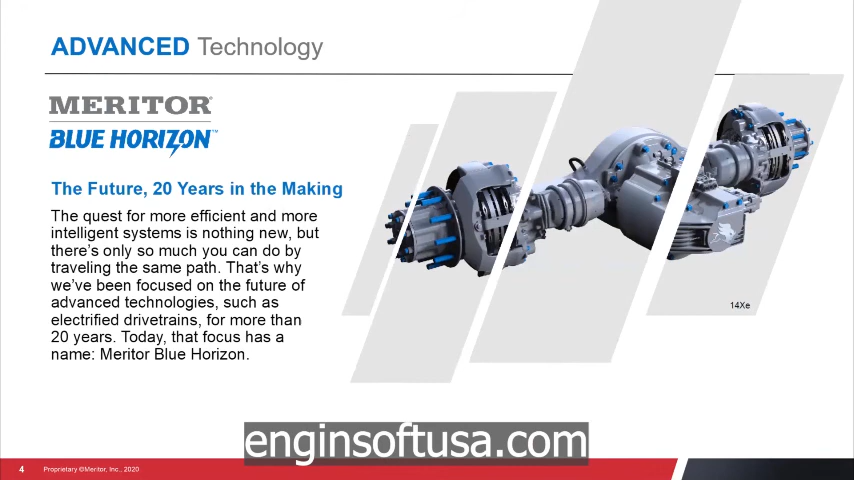 ADVANCED Technology
MERITOR®
BLUE HORIZON™
The Future, 20 Years in the Making
The quest for more efficient and more
intelligent systems is nothing new, but
there's only so much you can do by
traveling the same path. That's why
we've been focused on the future of
advanced technologies, such as
electrified drivetrains, for more than
20 years. Today, that focus has a
name: Meritor Blue Horizon.
14Xe
enginsoftusa.com
4 Proprietary ©Meritor, Inc., 2020